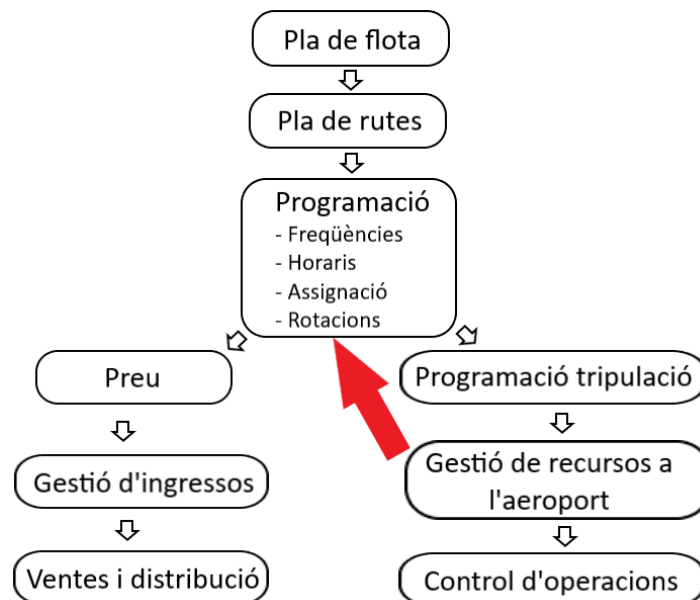 Pla de flota
Pla de rutes
Programació
- Freqüències
- Horaris
- Assignació
- Rotacions
Preu
Programació tripulació
Gestió d'ingressos
Gestió de recursos a
l'aeroport
Ventes i distribució
Control d'operacions